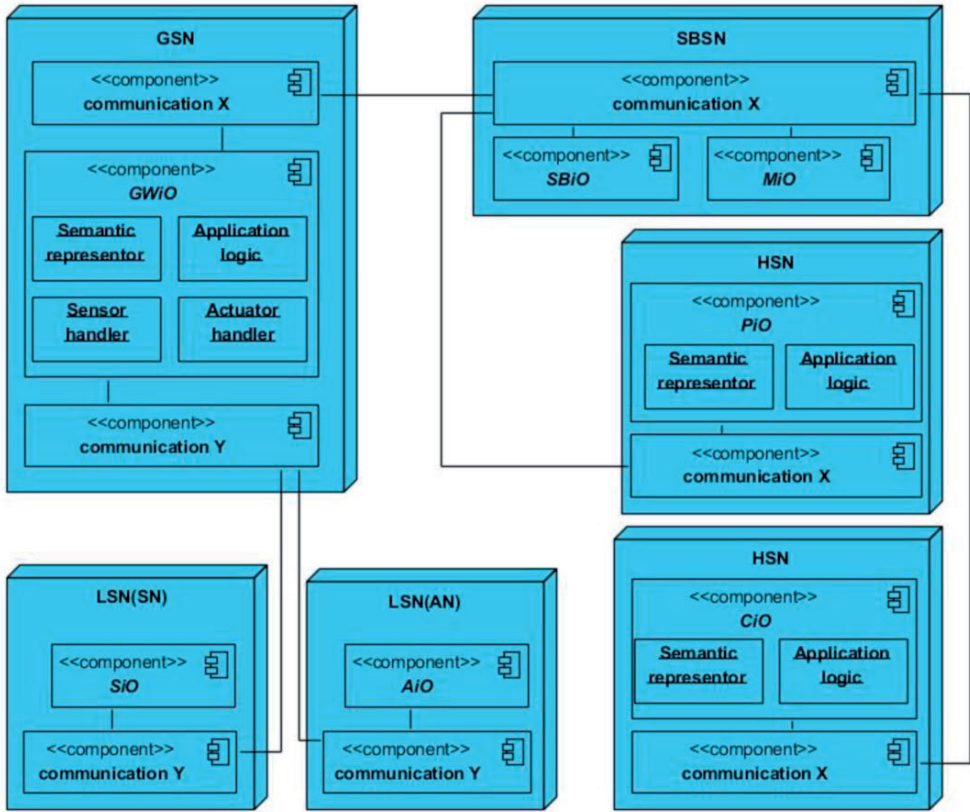 GSN
<<component>>
communication X
<<component>>
GWiO
Semantic
representor
Application
logic
Sensor
handler
Actuator
handler
<<component>>
communication Y
SBSN
<<component>>
communication X
<<component>>
SBiO
<<component>>
MiO
HSN
<<component>>
PiO
Semantic
representor
Application
logic
<<component>>
communication X
LSN(SN)
<<component>>
SiO
<<component>>
communication Y
LSN(AN)
<<component>>
AiO
<<component>>
communication Y
HSN
<<component>>
CiO
Semantic
representor
Application
logic
<<component>>
communication X